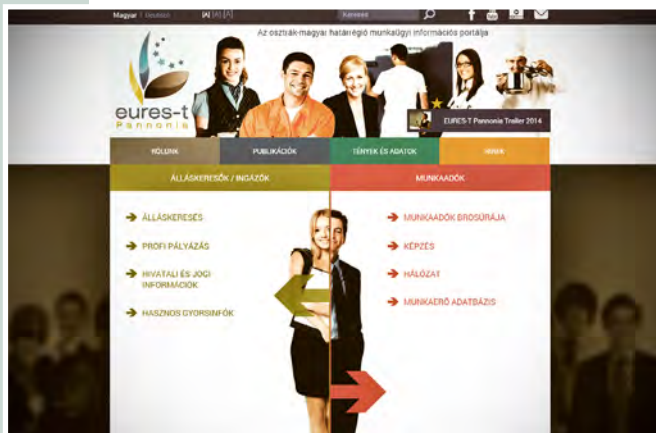 Magyar | Deutsch
[A] [A] [A]
Kereső
Az osztrák-magyar határrégió munkaügyi információs portálja
eures-t
Pannonia
EURES-T Pannonia Trailer 2014
RÓLUNK
PUBLIKÁCIÓK
TÉNYEK ÉS ADATOK
HÍREK
ÁLLÁSKERESŐK / INGÁZÓK
MUNKAADÓK
ÁLLÁSKERESÉS
PROFI PÁLYÁZÁS
HIVATALI ÉS JOGI
INFORMÁCIÓK
HASZNOS GYORSINFÓK
MUNKAADÓK BROSÚRÁJA
KÉPZÉS
HÁLÓZAT
MUNKAERŐ ADATBÁZIS